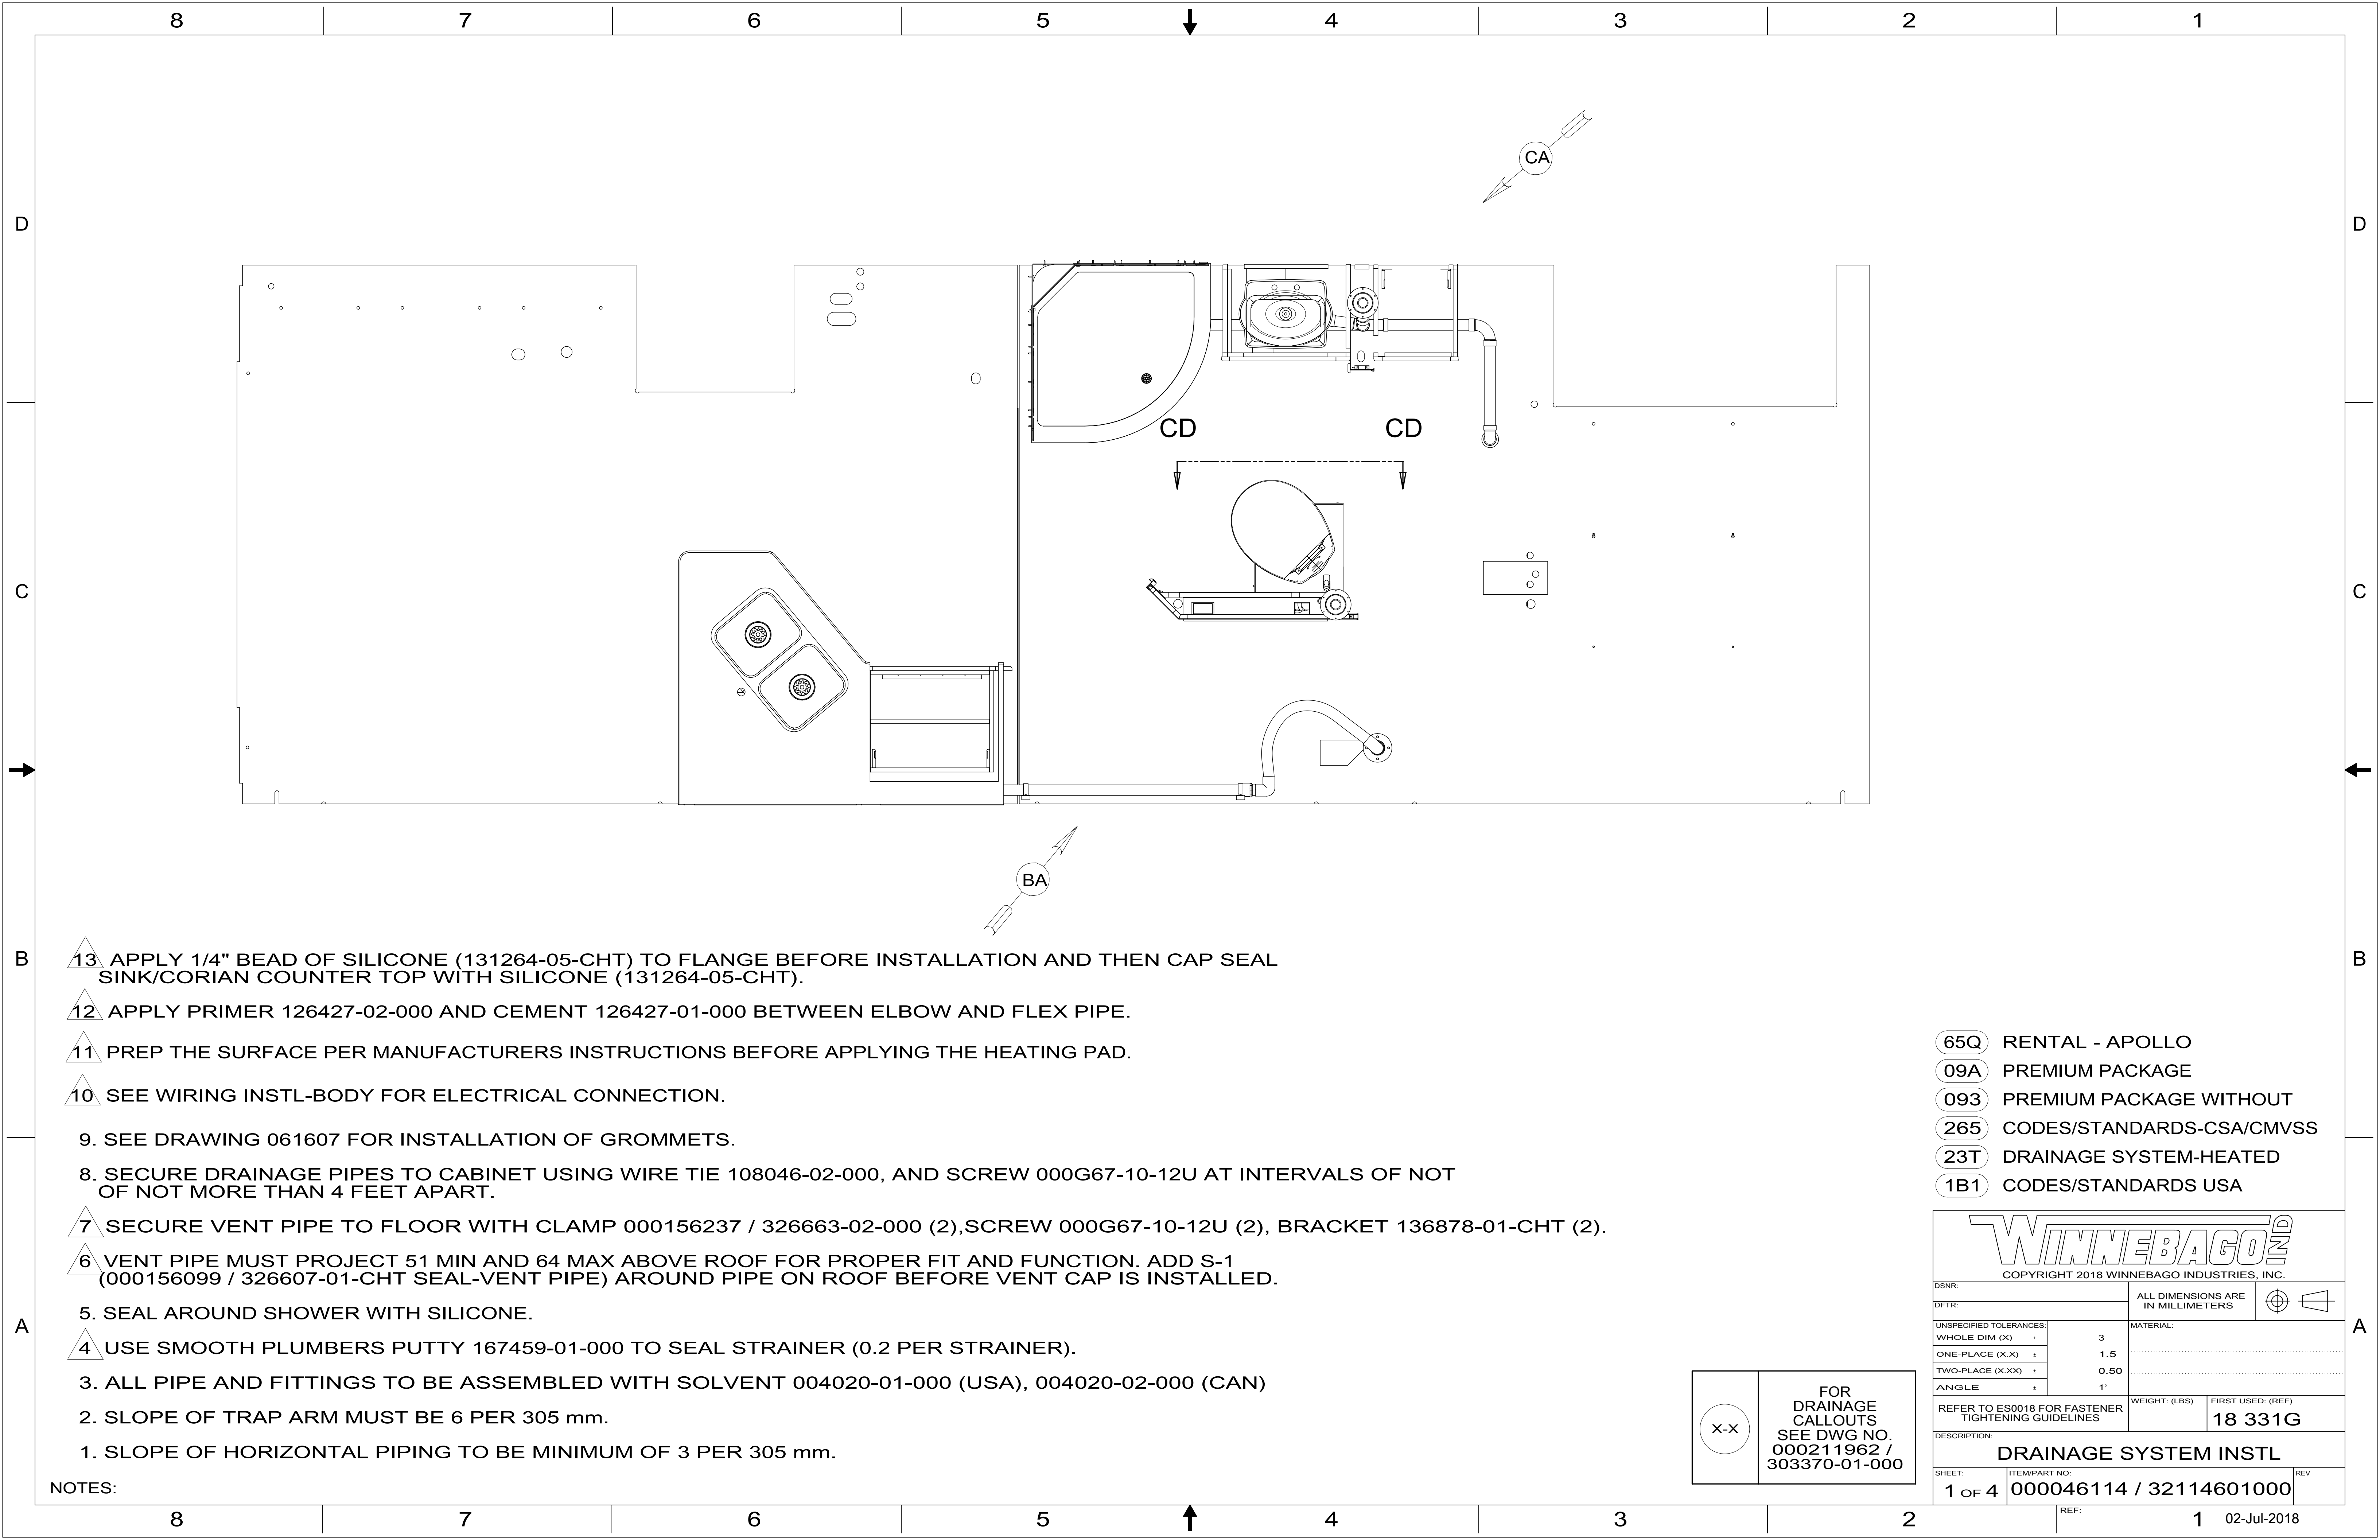 8 7 6 5 4 3 2 1
CA
D D
CD CD
C C
BA
B B
13 APPLY 1/4" BEAD OF SILICONE (131264-05-CHT) TO FLANGE BEFORE INSTALLATION AND THEN CAP SEAL
SINK/CORIAN COUNTER TOP WITH SILICONE (131264-05-CHT).
12 APPLY PRIMER 126427-02-000 AND CEMENT 126427-01-000 BETWEEN ELBOW AND FLEX PIPE.
11 PREP THE SURFACE PER MANUFACTURERS INSTRUCTIONS BEFORE APPLYING THE HEATING PAD.
10 SEE WIRING INSTL-BODY FOR ELECTRICAL CONNECTION.
9. SEE DRAWING 061607 FOR INSTALLATION OF GROMMETS.
8. SECURE DRAINAGE PIPES TO CABINET USING WIRE TIE 108046-02-000, AND SCREW 000G67-10-12U AT INTERVALS OF NOT
OF NOT MORE THAN 4 FEET APART.
7 SECURE VENT PIPE TO FLOOR WITH CLAMP 000156237 / 326663-02-000 (2),SCREW 000G67-10-12U (2), BRACKET 136878-01-CHT (2).
6 VENT PIPE MUST PROJECT 51 MIN AND 64 MAX ABOVE ROOF FOR PROPER FIT AND FUNCTION. ADD S-1
(000156099 / 326607-01-CHT SEAL-VENT PIPE) AROUND PIPE ON ROOF BEFORE VENT CAP IS INSTALLED.
5. SEAL AROUND SHOWER WITH SILICONE.
4 USE SMOOTH PLUMBERS PUTTY 167459-01-000 TO SEAL STRAINER (0.2 PER STRAINER).
3. ALL PIPE AND FITTINGS TO BE ASSEMBLED WITH SOLVENT 004020-01-000 (USA), 004020-02-000 (CAN)
2. SLOPE OF TRAP ARM MUST BE 6 PER 305 mm.
1. SLOPE OF HORIZONTAL PIPING TO BE MINIMUM OF 3 PER 305 mm.
NOTES:
A A
65Q RENTAL - APOLLO
09A PREMIUM PACKAGE
093 PREMIUM PACKAGE WITHOUT
265 CODES/STANDARDS-CSA/CMVSS
23T DRAINAGE SYSTEM-HEATED
1B1 CODES/STANDARDS USA
X-X
FOR
DRAINAGE
CALLOUTS
SEE DWG NO.
000211962 /
303370-01-000
WINNEBAGO IND
COPYRIGHT 2018 WINNEBAGO INDUSTRIES, INC.
DSNR:
DFTR:
ALL DIMENSIONS ARE
IN MILLIMETERS
UNSPECIFIED TOLERANCES:
WHOLE DIM (X) ± 3
ONE-PLACE (X.X) ± 1.5
TWO-PLACE (X.XX) ± 0.50
ANGLE ± 1°
MATERIAL:
REFER TO ES0018 FOR FASTENER
TIGHTENING GUIDELINES
WEIGHT: (LBS)
FIRST USED: (REF)
18 331G
DESCRIPTION:
DRAINAGE SYSTEM INSTL
SHEET:
1 OF 4
ITEM/PART NO:
000046114 / 32114601000
REV
REF:
8 7 6 5 4 3 2 1
02-Jul-2018